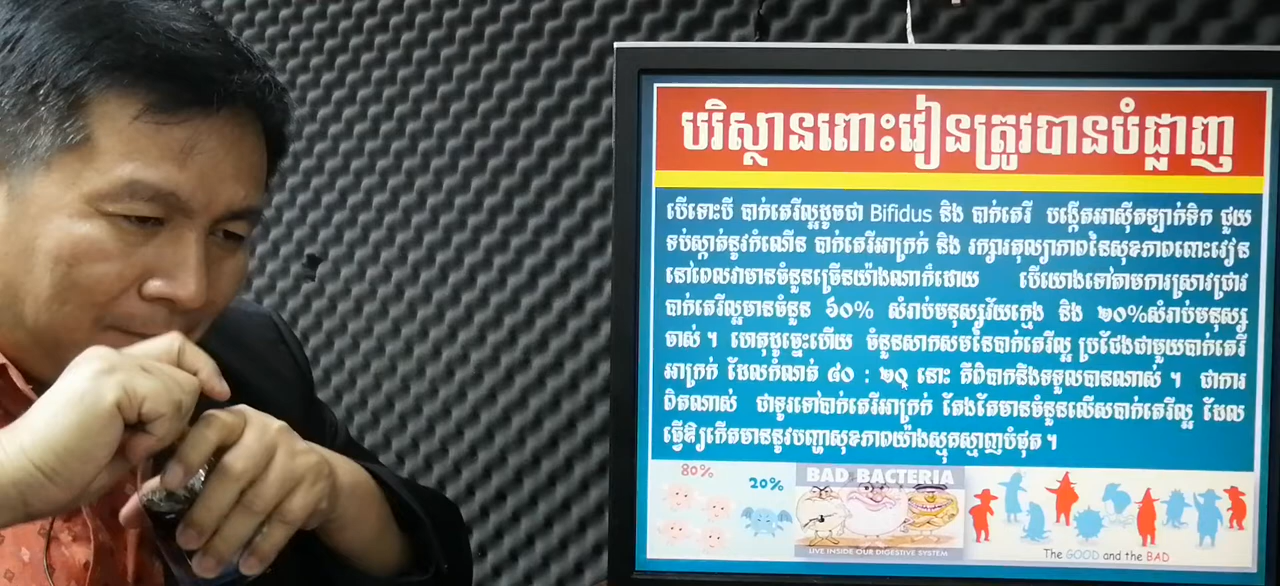 បរិស្ថានពោះវៀនត្រូវបានបំផ្លាញ
បើទោះបី បាក់តេរីល្អដូចជា Bifidus និង បាក់តេរី បង្កើតអាស៊ីតឡាក់ទិក ជួយ
ទប់ស្កាត់នូវកំណើន បាក់តេរីអាក្រក់ និង រក្សារតុល្យាភាពនៃសុខភាពពោះវៀន
នៅពេលវាមានចំនួនច្រើនយ៉ាងណាក៏ដោយ បើយោងទៅតាមការស្រាវជ្រាវ
បាក់តេរីល្អមានចំនួន ៦០% សំរាប់មនុស្សវ័យក្មេង និង ២០%សំរាប់មនុស្ស
ចាស់ ។ ហេតុដូច្នេះហើយ ចំនួនសាកសមនៃបាក់តេរីល្អ ប្រជែងជាមួយបាក់តេរី
អាក្រក់ ដែលកំណត់ ៨០ : ២០ នោះ គឺពិបាកនឹងទទួលបានណាស់ ។ ជាការ
ពិតណាស់ ជាទូរទៅបាក់តេរីអាក្រក់ តែងតែមានចំនួនលើសបាក់តេរីល្អ ដែល
ធ្វើឱ្យកើតមាននូវបញ្ហាសុខភាពយ៉ាងស្មុគស្មាញបំផុត ។
80%
20%
BAD BACTERIA
LIVE INSIDE OUR DIGESTIVE SYSTEM
The GOOD and the BAD